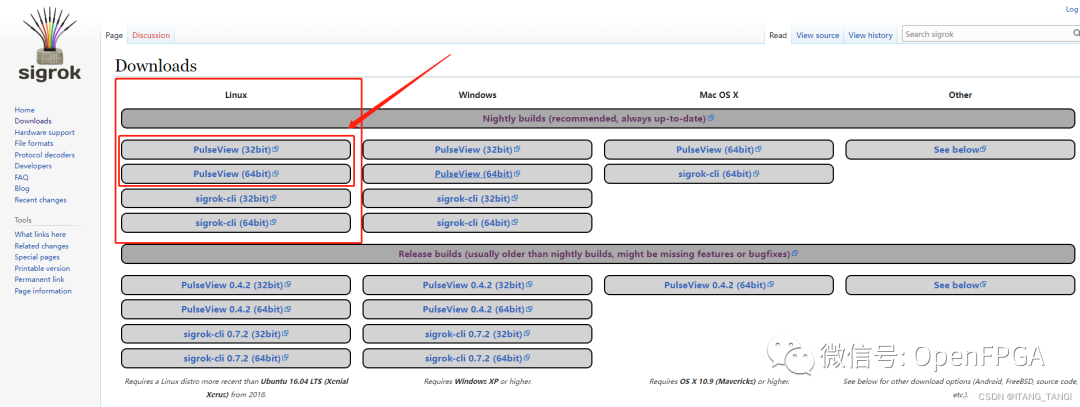 Log
sigrok
Page Discussion Read View source View history Search sigrok
Downloads
Home
Downloads
Hardware support
File formats
Protocol decoders
Developers
FAQ
Blog
Recent changes
Tools
What links here
Related changes
Special pages
Printable version
Permanent link
Page information
Linux Windows Mac OS X Other
Nightly builds (recommended, always up-to-date)
PulseView (32bit) PulseView (32bit) PulseView (64bit) See below
PulseView (64bit) PulseView (64bit) sigrok-cli (64bit)
sigrok-cli (32bit) sigrok-cli (32bit)
sigrok-cli (64bit) sigrok-cli (64bit)
Release builds (usually older than nightly builds, might be missing features or bugfixes)
PulseView 0.4.2 (32bit) PulseView 0.4.2 (32bit) PulseView 0.4.2 (64bit) See below
PulseView 0.4.2 (64bit) PulseView 0.4.2 (64bit)
sigrok-cli 0.7.2 (32bit) sigrok-cli 0.7.2 (32bit)
sigrok-cli 0.7.2 (64bit) sigrok-cli 0.7.2 (64bit)
微信号: OpenFPGA
Requires a Linux distro more recent than Ubuntu 16.04 LTS (Xenial Requires Windows XP or higher. Requires OS X 10.9 (Mavericks) or higher. See below for other download options (Android, FreeBSD, source code,
Xerus) from 2016. etc.).
CSDN @ITANG_TANGI